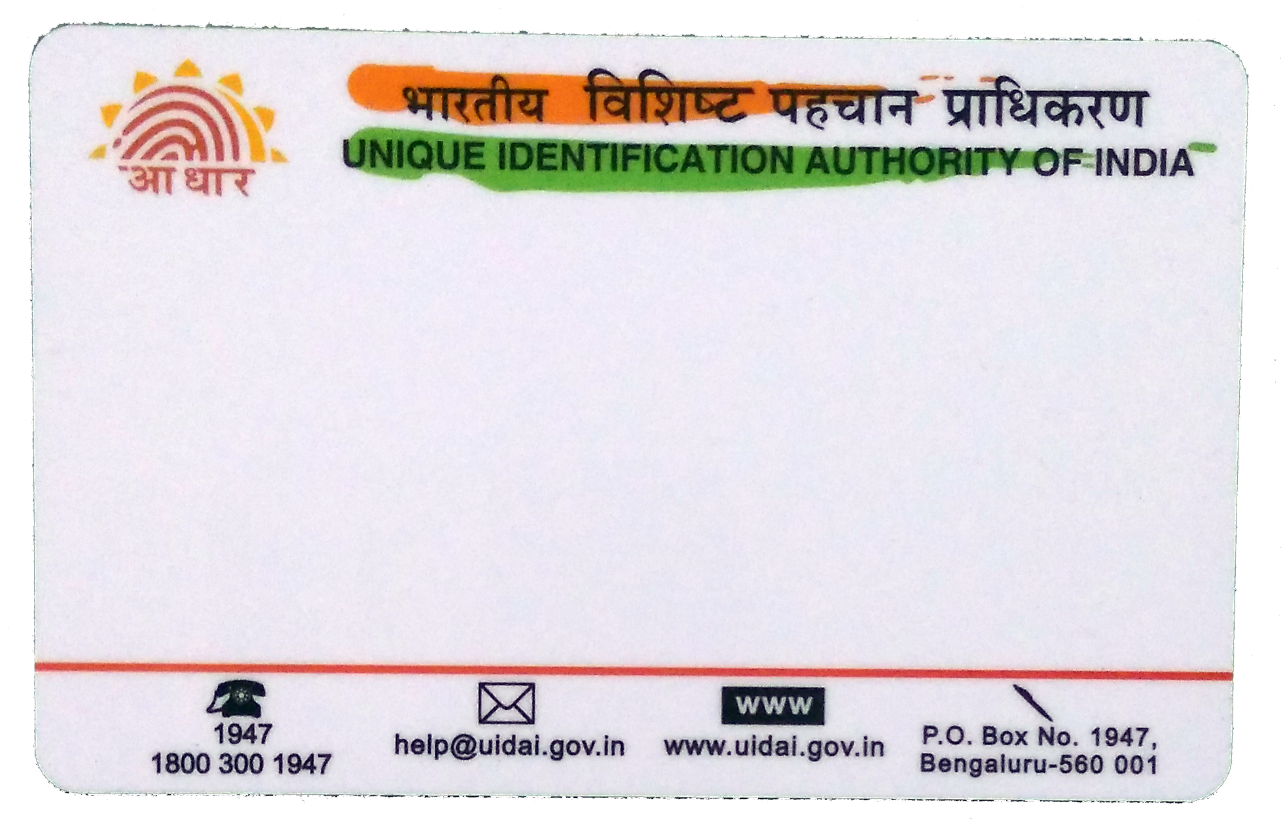 भारतीय विशिष्ट पहचान प्राधिकरण
UNIQUE IDENTIFICATION AUTHORITY OF INDIA
आधार
1947
1800 300 1947
help@uidai.gov.in
www
www.uidai.gov.in
P.O. Box No. 1947,
Bengaluru-560 001